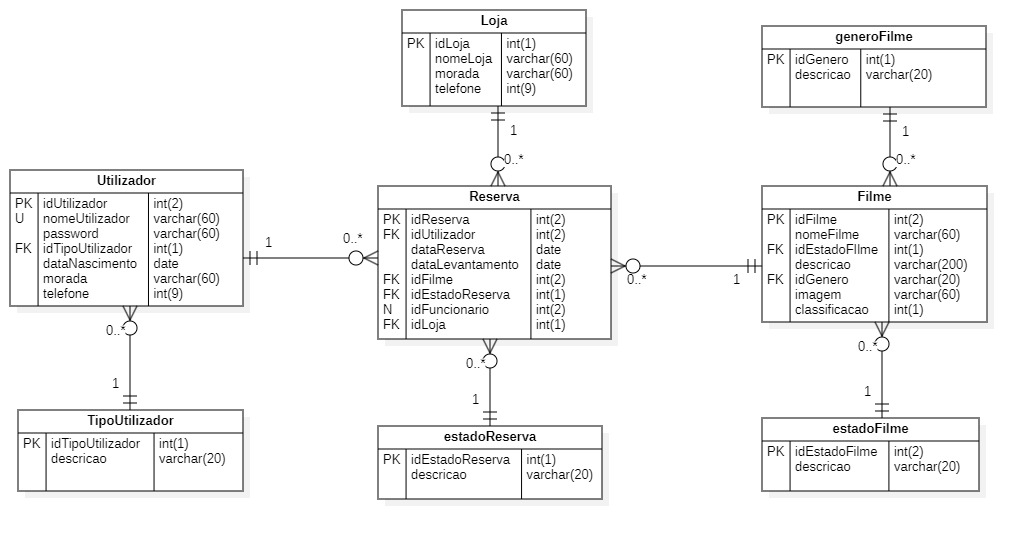 Loja
PK idLoja int(1)
nomeLoja varchar(60)
morada varchar(60)
telefone int(9)
1
0..*
generoFilme
PK idGenero int(1)
descricao varchar(20)
1
0..*
Utilizador
PK idUtilizador int(2)
U nomeUtilizador varchar(60)
password varchar(60)
FK idTipoUtilizador int(1)
dataNascimento date
morada varchar(60)
telefone int(9)
1
0..*
Reserva
PK idReserva int(2)
FK idUtilizador int(2)
dataReserva date
dataLevantamento date
FK idFilme int(2)
FK idEstadoReserva int(1)
N idFuncionario int(2)
FK idLoja int(1)
0..*
1
Filme
PK idFilme int(2)
nomeFilme varchar(60)
FK idEstadoFIlme int(1)
descricao varchar(200)
FK idGenero varchar(20)
imagem varchar(60)
classificacao int(1)
0..*
1
0..*
1
0..*
1
TipoUtilizador
PK idTipoUtilizador int(1)
descricao varchar(20)
estadoReserva
PK idEstadoReserva int(1)
descricao varchar(20)
estadoFilme
PK idEstadoFilme int(2)
descricao varchar(20)